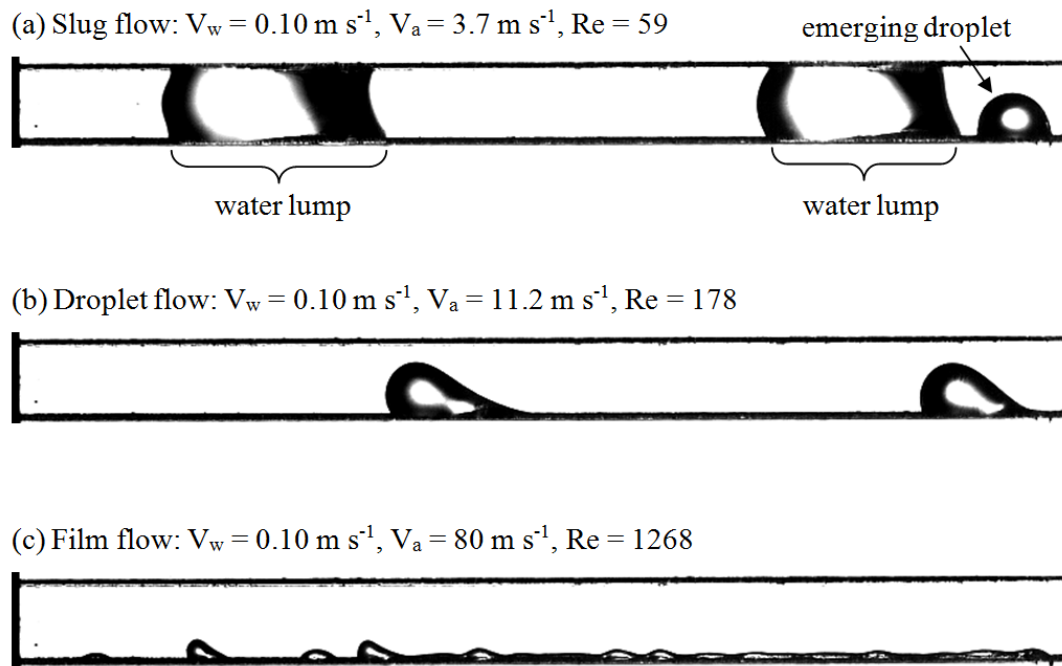 (a) Slug flow: Vw = 0.10 m s-1, Va = 3.7 m s-1, Re = 59
emerging droplet
water lump
water lump
(b) Droplet flow: Vw = 0.10 m s-1, Va = 11.2 m s-1, Re = 178
(c) Film flow: Vw = 0.10 m s-1, Va = 80 m s-1, Re = 1268